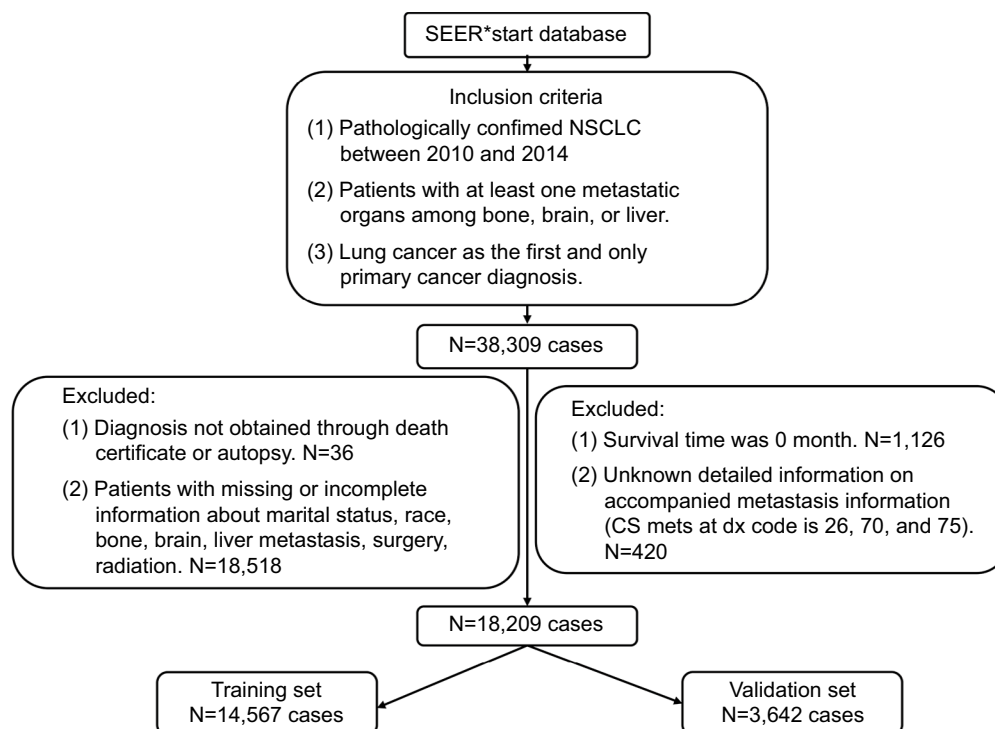 SEER*start database
Inclusion criteria
(1) Pathologically confimed NSCLC
between 2010 and 2014
(2) Patients with at least one metastatic
organs among bone, brain, or liver.
(3) Lung cancer as the first and only
primary cancer diagnosis.
N=38,309 cases
Excluded:
(1) Diagnosis not obtained through death
certificate or autopsy. N=36
(2) Patients with missing or incomplete
information about marital status, race,
bone, brain, liver metastasis, surgery,
radiation. N=18,518
Excluded:
(1) Survival time was 0 month. N=1,126
(2) Unknown detailed information on
accompanied metastasis information
(CS mets at dx code is 26, 70, and 75).
N=420
N=18,209 cases
Training set
N=14,567 cases
Validation set
N=3,642 cases